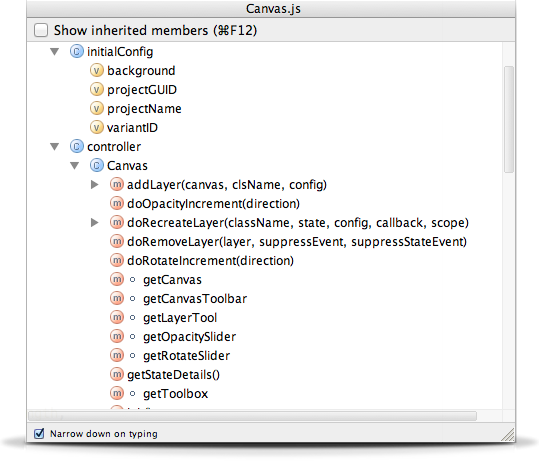 Canvas.js
Show inherited members (⌘F12)
initialConfig
background
projectGUID
projectName
variantID
controller
Canvas
addLayer(canvas, clsName, config)
doOpacityIncrement(direction)
doRecreateLayer(className, state, config, callback, scope)
doRemoveLayer(layer, suppressEvent, suppressStateEvent)
doRotateIncrement(direction)
getCanvas
getCanvasToolbar
getLayerTool
getOpacitySlider
getRotateSlider
getStateDetails()
getToolbox
Narrow down on typing